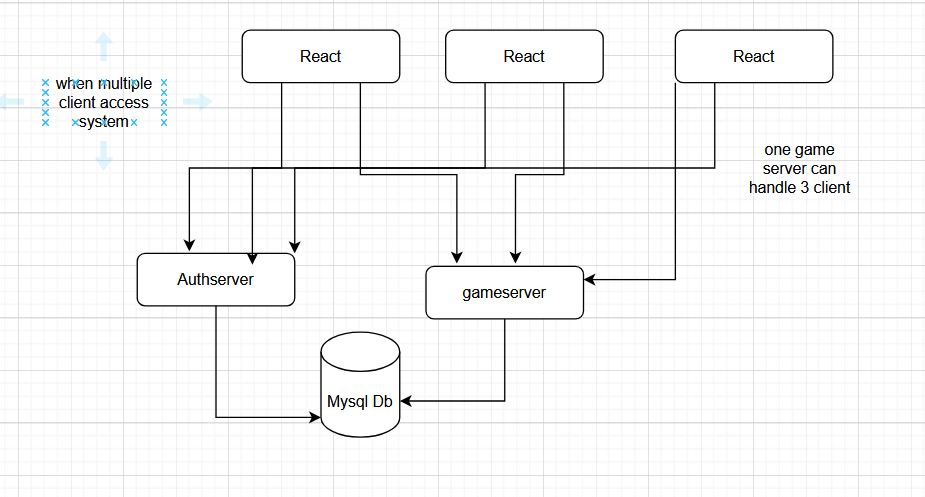 React
React
React
when multiple
client access
system
one game
server can
handle 3 client
Authserver
gameserver
Mysql Db